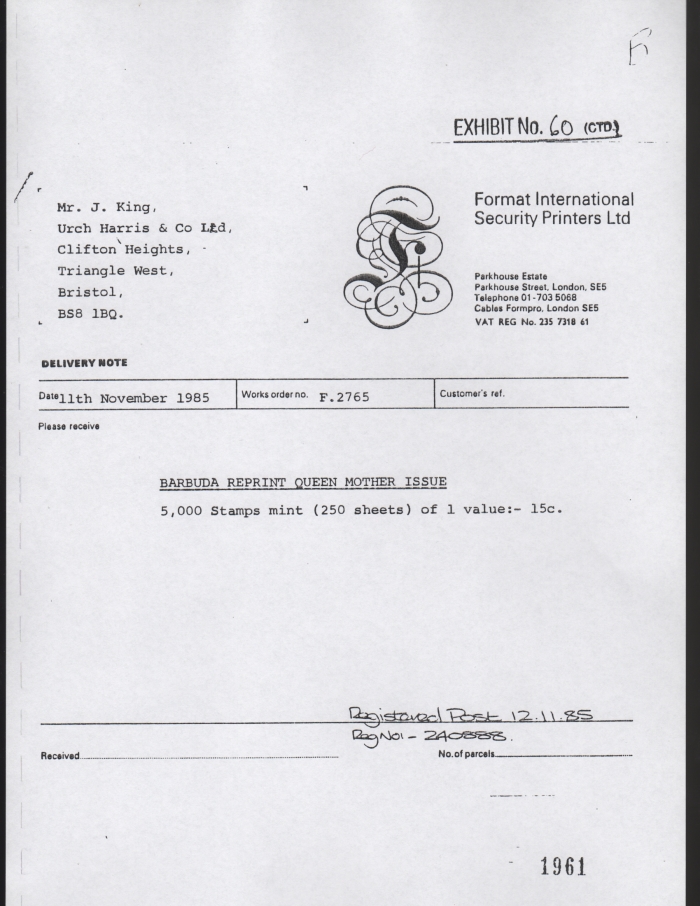 EXHIBIT No. 60 (CTD.)
Mr. J. King,
Urch Harris & Co Ltd,
Clifton Heights,
Triangle West,
Bristol,
BS8 1BQ.
Format International
Security Printers Ltd
Parkhouse Estate
Parkhouse Street, London, SE5
Telephone 01-703 5068
Cables Formpro, London SE5
VAT REG No. 235 7318 61
DELIVERY NOTE
Date 11th November 1985 Works order no. F.2765 Customer's ref.
Please receive
BARBUDA REPRINT QUEEN MOTHER ISSUE
5,000 Stamps mint (250 sheets) of 1 value:- 15c.
Registered Post 12.11.85
Reg No:- 2A0888.
Received No. of parcels
1961